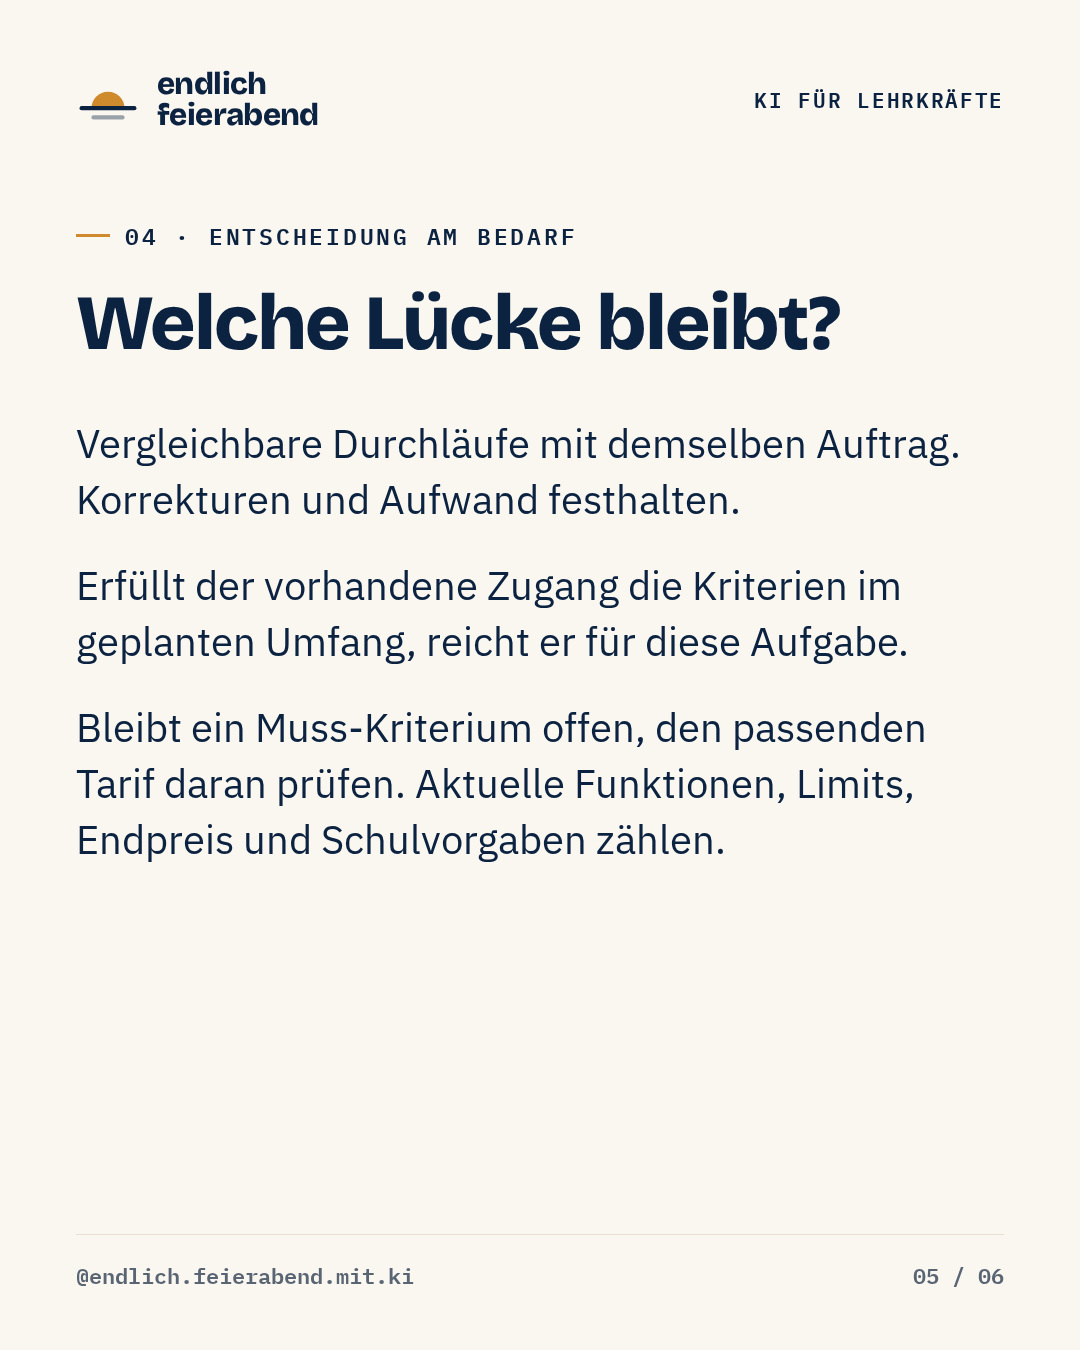 endlich
feierabend
KI FÜR LEHRKRÄFTE
04 · ENTSCHEIDUNG AM BEDARF
Welche Lücke bleibt?
Vergleichbare Durchläufe mit demselben Auftrag.
Korrekturen und Aufwand festhalten.
Erfüllt der vorhandene Zugang die Kriterien im
geplanten Umfang, reicht er für diese Aufgabe.
Bleibt ein Muss-Kriterium offen, den passenden
Tarif daran prüfen. Aktuelle Funktionen, Limits,
Endpreis und Schulvorgaben zählen.
@endlich.feierabend.mit.ki
05 / 06